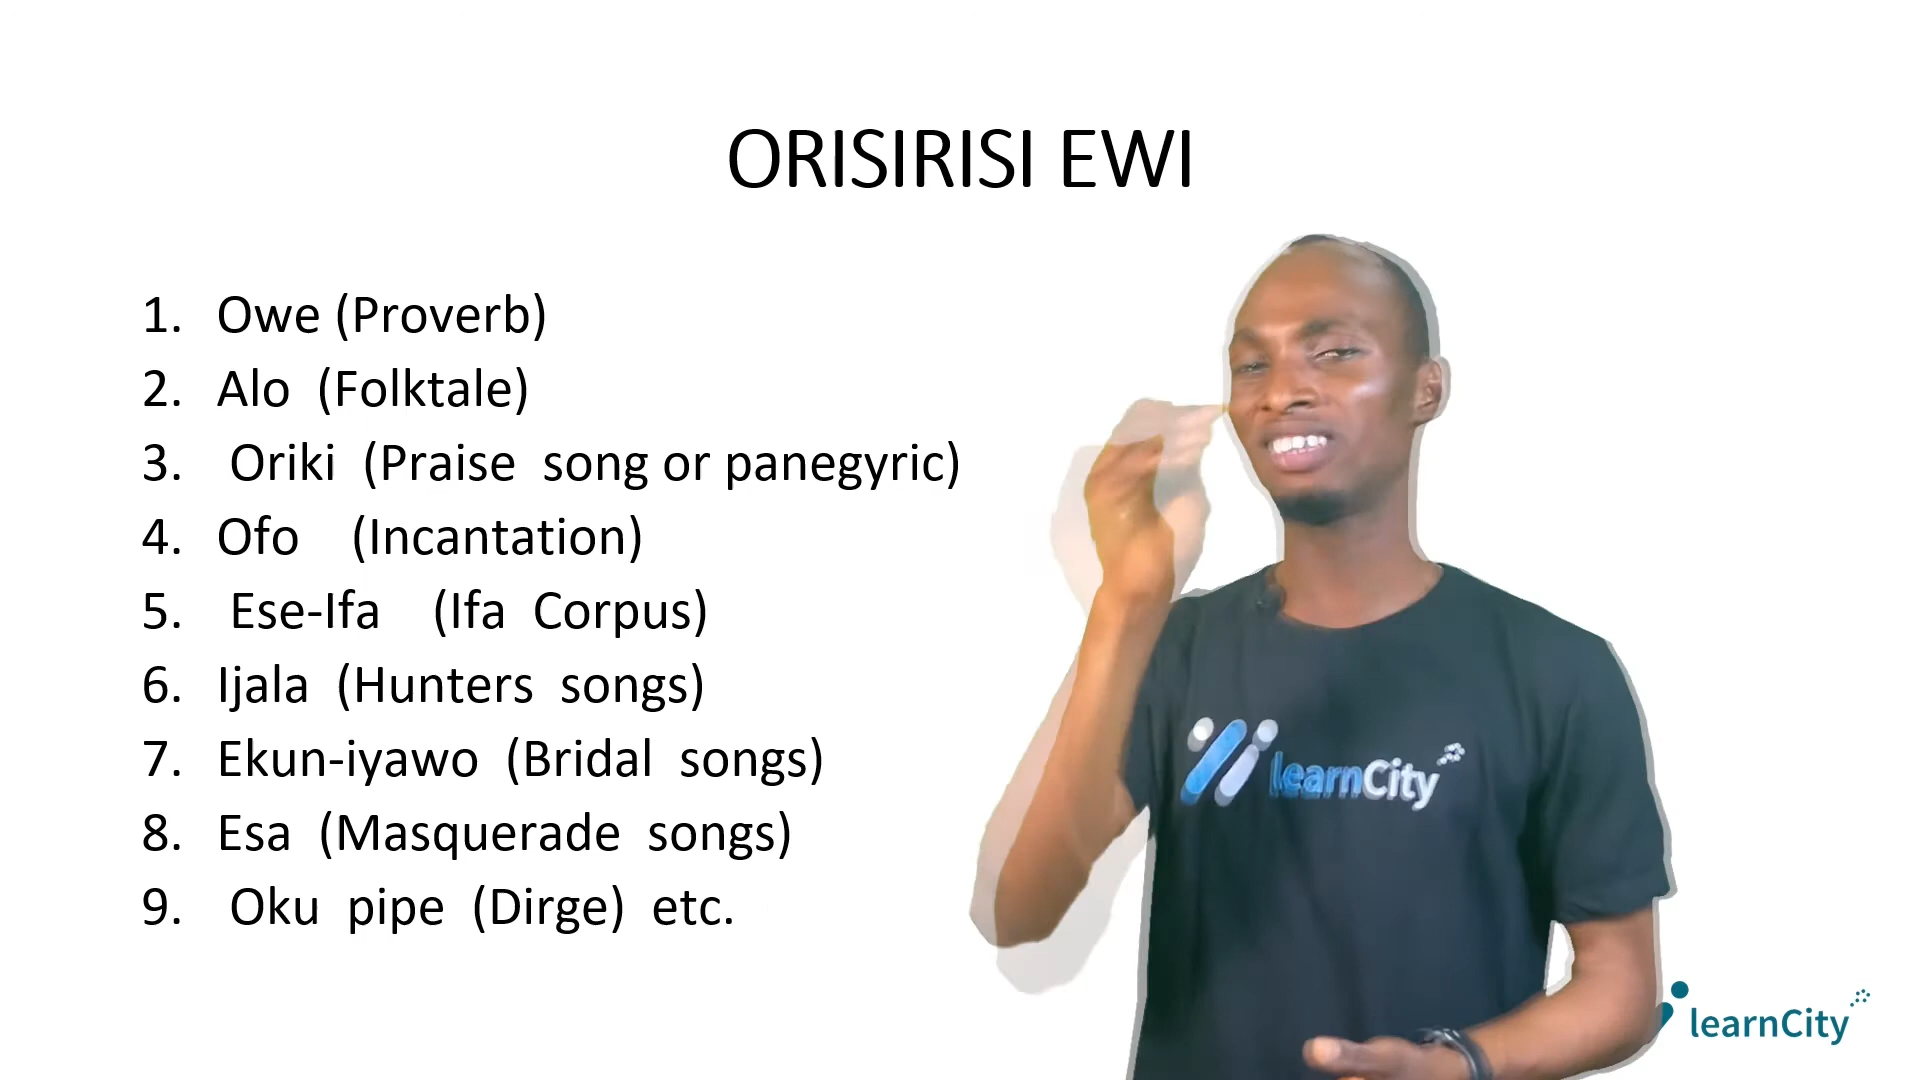 ORISIRISI EWI
1. Owe (Proverb)
2. Alo (Folktale)
3. Oriki (Praise song or panegyric)
4. Ofo (Incantation)
5. Ese-Ifa (Ifa Corpus)
6. Ijala (Hunters songs)
7. Ekun-iyawo (Bridal songs)
8. Esa (Masquerade songs)
9. Oku pipe (Dirge) etc.
learnCity
learnCity